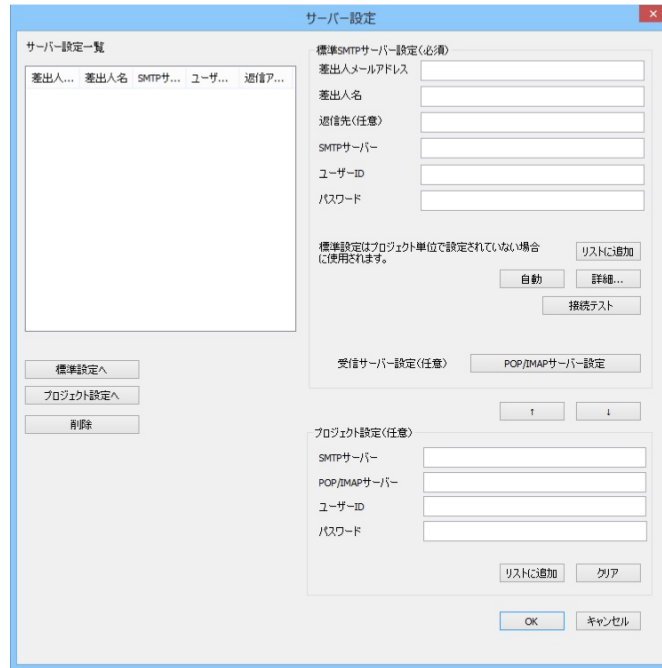 サーバー設定
サーバー設定一覧
差出人... 差出人名 SMTPサ... ユーザ... 返信ア...
標準設定へ
プロジェクト設定へ
削除
標準SMTPサーバー設定(必須)
差出人メールアドレス
差出人名
返信先(任意)
SMTPサーバー
ユーザーID
パスワード
標準設定はプロジェクト単位で設定されていない場合
に使用されます。
リストに追加
自動 詳細...
接続テスト
受信サーバー設定(任意) POP/IMAPサーバー設定
↑ ↓
プロジェクト設定(任意)
SMTPサーバー
POP/IMAPサーバー
ユーザーID
パスワード
リストに追加 クリア
OK キャンセル